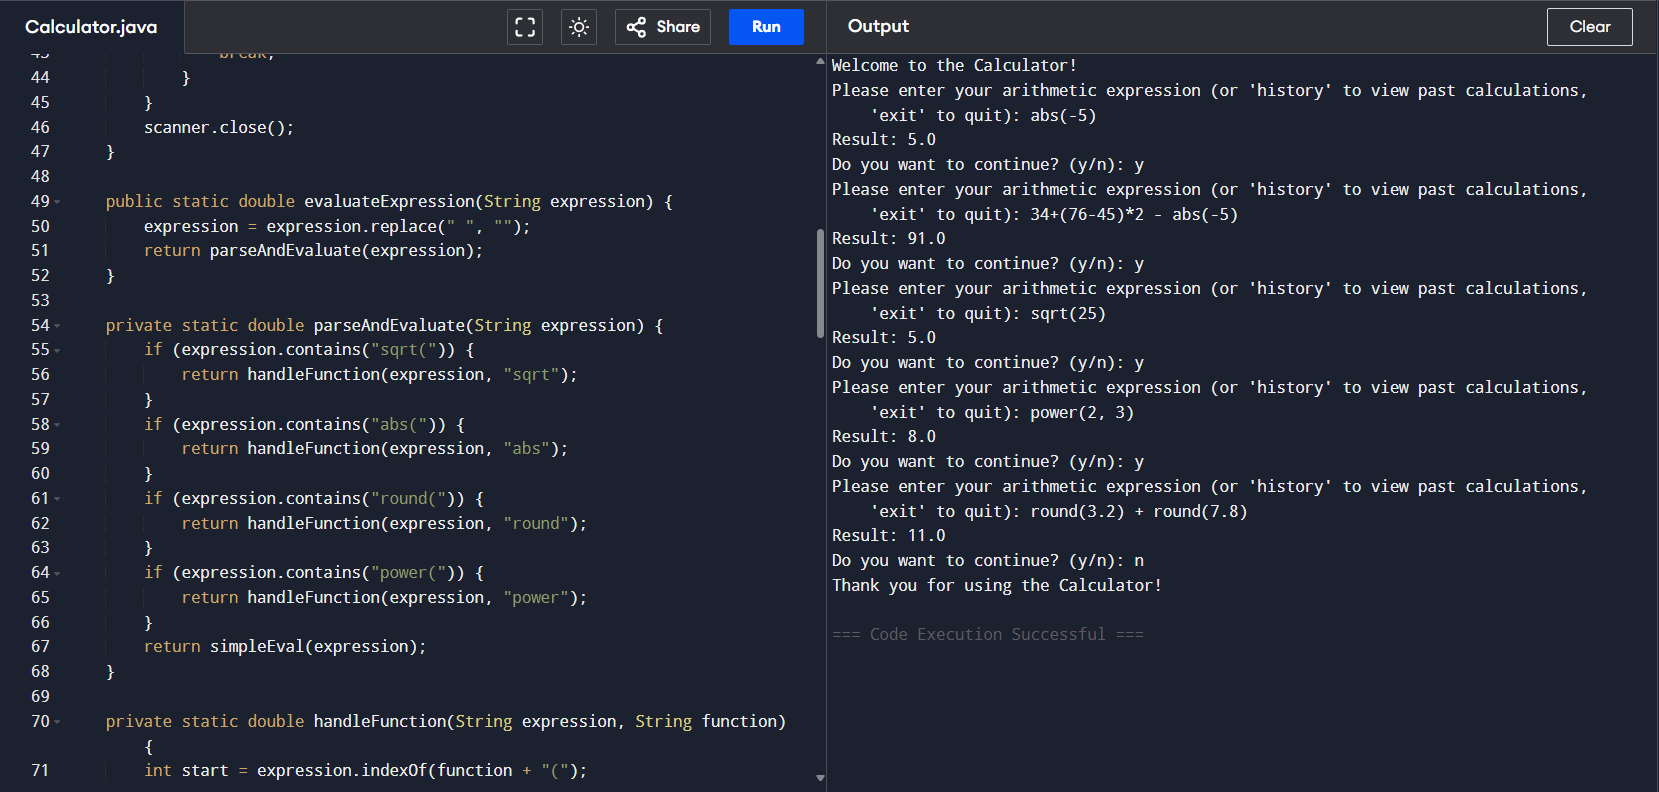 Calculator.java
Share
Run
Output
Clear
43 break;
44 }
45 }
46 scanner.close();
47 }
48
49 public static double evaluateExpression(String expression) {
50 expression = expression.replace(" ", "");
51 return parseAndEvaluate(expression);
52 }
53
54 private static double parseAndEvaluate(String expression) {
55 if (expression.contains("sqrt(")) {
56 return handleFunction(expression, "sqrt");
57 }
58 if (expression.contains("abs(")) {
59 return handleFunction(expression, "abs");
60 }
61 if (expression.contains("round(")) {
62 return handleFunction(expression, "round");
63 }
64 if (expression.contains("power(")) {
65 return handleFunction(expression, "power");
66 }
67 return simpleEval(expression);
68 }
69
70 private static double handleFunction(String expression, String function)
{
71 int start = expression.indexOf(function + "(");
Welcome to the Calculator!
Please enter your arithmetic expression (or 'history' to view past calculations,
'exit' to quit): abs(-5)
Result: 5.0
Do you want to continue? (y/n): y
Please enter your arithmetic expression (or 'history' to view past calculations,
'exit' to quit): 34+(76-45)*2 - abs(-5)
Result: 91.0
Do you want to continue? (y/n): y
Please enter your arithmetic expression (or 'history' to view past calculations,
'exit' to quit): sqrt(25)
Result: 5.0
Do you want to continue? (y/n): y
Please enter your arithmetic expression (or 'history' to view past calculations,
'exit' to quit): power(2, 3)
Result: 8.0
Do you want to continue? (y/n): y
Please enter your arithmetic expression (or 'history' to view past calculations,
'exit' to quit): round(3.2) + round(7.8)
Result: 11.0
Do you want to continue? (y/n): n
Thank you for using the Calculator!
=== Code Execution Successful ===